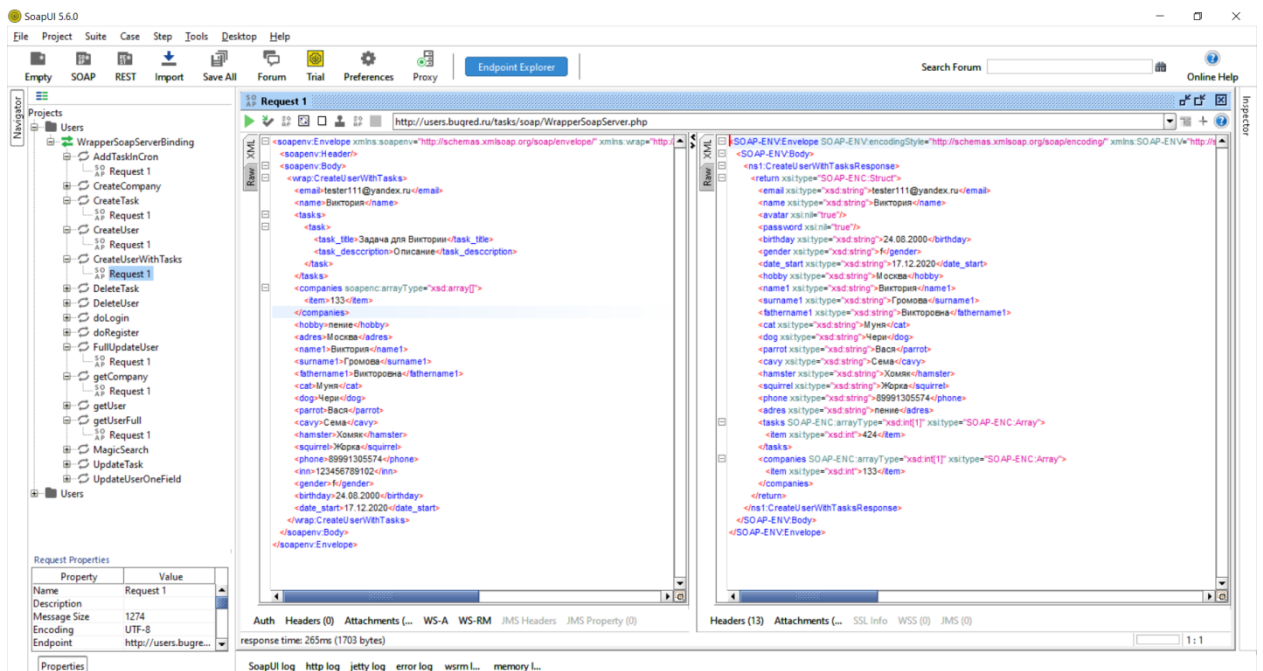 SoapUI 5.6.0
File Project Suite Case Step Tools Desktop Help
Empty SOAP REST Import Save All Forum Trial Preferences Proxy Endpoint Explorer Search Forum Online Help
Navigator
Projects
Users
WrapperSoapServerBinding
AddTaskInCron
SOAP Request 1
CreateCompany
CreateTask
SOAP Request 1
CreateUser
SOAP Request 1
CreateUserWithTasks
SOAP Request 1
DeleteTask
DeleteUser
doLogin
doRegister
FullUpdateUser
SOAP Request 1
getCompany
SOAP Request 1
getUser
getUserFull
SOAP Request 1
MagicSearch
UpdateTask
UpdateUserOneField
Users
Request Properties
Property Value
Name Request 1
Description
Message Size 1274
Encoding UTF-8
Endpoint http://users.bugre...
Properties
SOAP Request 1
http://users.bugred.ru/tasks/soap/WrapperSoapServer.php
XML
Raw
<soapenv:Envelope xmlns:soapenv="http://schemas.xmlsoap.org/soap/envelope/" xmlns:wrap="http:/
<soapenv:Header/>
<soapenv:Body>
<wrap:CreateUserWithTasks>
<email>tester111@yandex.ru</email>
<name>Виктория</name>
<tasks>
<task>
<task_title>Задача для Виктории</task_title>
<task_desccription>Описание</task_desccription>
</task>
</tasks>
<companies soapenc:arrayType="xsd:array[]">
<item>133</item>
</companies>
<hobby>пение</hobby>
<adres>Москва</adres>
<name1>Виктория</name1>
<surname1>Громова</surname1>
<fathername1>Викторовна</fathername1>
<cat>Муня</cat>
<dog>Чери</dog>
<parrot>Вася</parrot>
<cavy>Сема</cavy>
<hamster>Хомяк</hamster>
<squirrel>Жорка</squirrel>
<phone>89991305574</phone>
<inn>123456789102</inn>
<gender>f</gender>
<birthday>24.08.2000</birthday>
<date_start>17.12.2020</date_start>
</wrap:CreateUserWithTasks>
</soapenv:Body>
</soapenv:Envelope>
Auth Headers (0) Attachments (... WS-A WS-RM JMS Headers JMS Property (0)
response time: 265ms (1703 bytes)
XML
Raw
<SOAP-ENV:Envelope SOAP-ENV:encodingStyle="http://schemas.xmlsoap.org/soap/encoding/" xmlns:SOAP-ENV="http://s
<SOAP-ENV:Body>
<ns1:CreateUserWithTasksResponse>
<return xsi:type="SOAP-ENC:Struct">
<email xsi:type="xsd:string">tester111@yandex.ru</email>
<name xsi:type="xsd:string">Виктория</name>
<avatar xsi:nil="true"/>
<password xsi:nil="true"/>
<birthday xsi:type="xsd:string">24.08.2000</birthday>
<gender xsi:type="xsd:string">f</gender>
<date_start xsi:type="xsd:string">17.12.2020</date_start>
<hobby xsi:type="xsd:string">Москва</hobby>
<name1 xsi:type="xsd:string">Виктория</name1>
<surname1 xsi:type="xsd:string">Громова</surname1>
<fathername1 xsi:type="xsd:string">Викторовна</fathername1>
<cat xsi:type="xsd:string">Муня</cat>
<dog xsi:type="xsd:string">Чери</dog>
<parrot xsi:type="xsd:string">Вася</parrot>
<cavy xsi:type="xsd:string">Сема</cavy>
<hamster xsi:type="xsd:string">Хомяк</hamster>
<squirrel xsi:type="xsd:string">Жорка</squirrel>
<phone xsi:type="xsd:string">89991305574</phone>
<adres xsi:type="xsd:string">пение</adres>
<tasks SOAP-ENC:arrayType="xsd:int[1]" xsi:type="SOAP-ENC:Array">
<item xsi:type="xsd:int">424</item>
</tasks>
<companies SOAP-ENC:arrayType="xsd:int[1]" xsi:type="SOAP-ENC:Array">
<item xsi:type="xsd:int">133</item>
</companies>
</return>
</ns1:CreateUserWithTasksResponse>
</SOAP-ENV:Body>
</SOAP-ENV:Envelope>
Headers (13) Attachments (... SSL Info WSS (0) JMS (0)
1:1
Inspector
SoapUI log http log jetty log error log wsrm l... memory l...